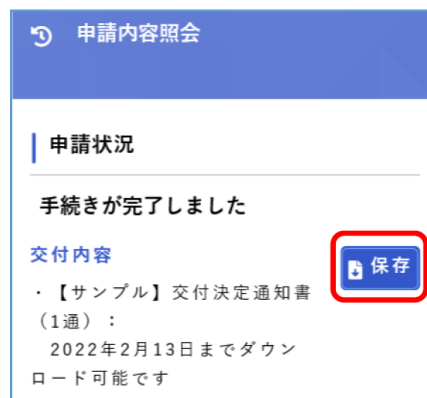 申請内容照会
申請状況
手続きが完了しました
交付内容
保存
・【サンプル】交付決定通知書
（1通）：
2022年2月13日までダウン
ロード可能です